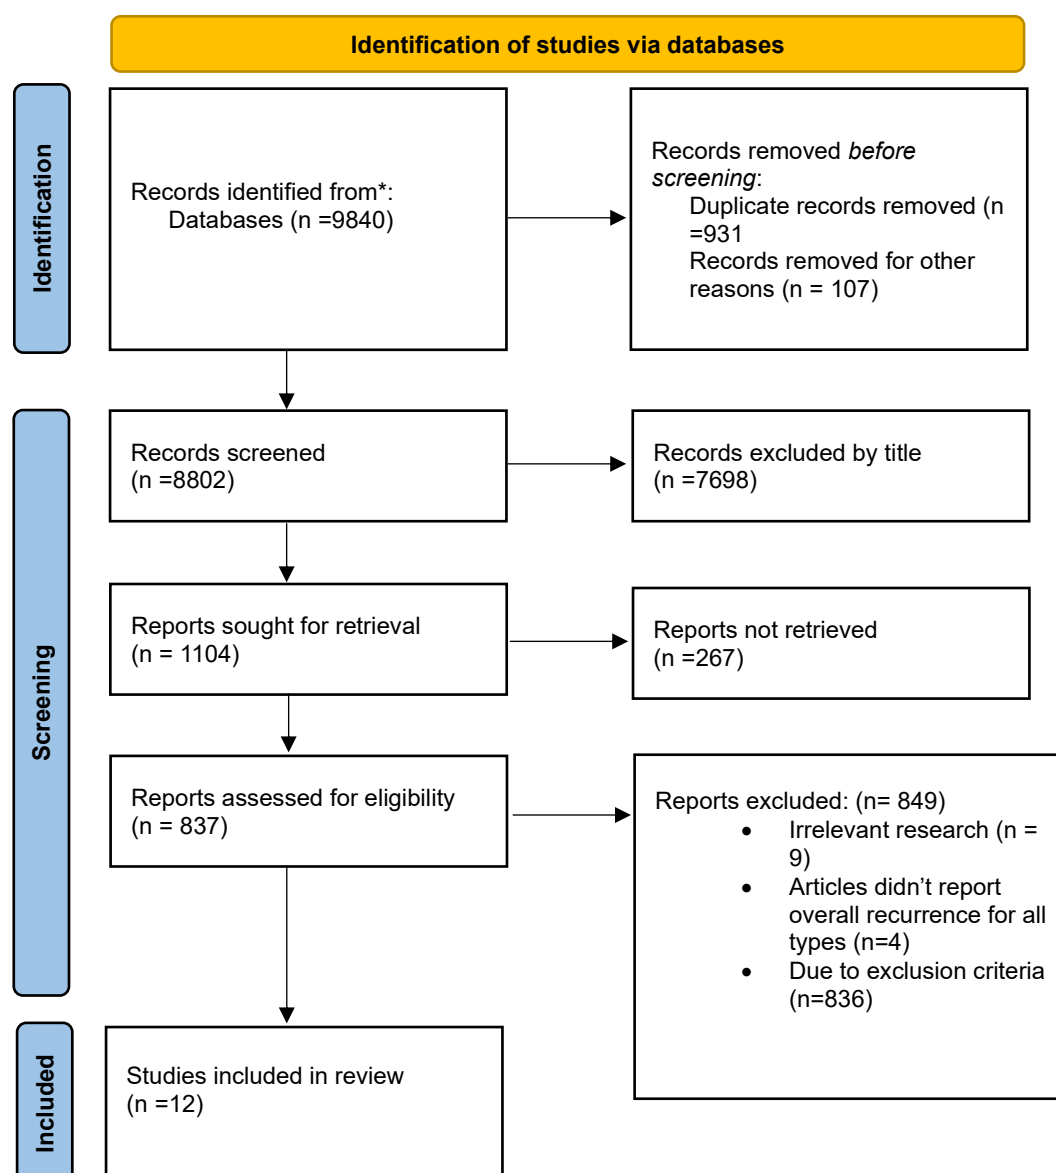 Identification of studies via databases
Identification
Records identified from*:
Databases (n =9840)
Records removed before
screening:
Duplicate records removed (n
=931
Records removed for other
reasons (n = 107)
Screening
Records screened
(n =8802)
Records excluded by title
(n =7698)
Reports sought for retrieval
(n = 1104)
Reports not retrieved
(n =267)
Reports assessed for eligibility
(n = 837)
Reports excluded: (n= 849)
• Irrelevant research (n =
9)
• Articles didn’t report
overall recurrence for all
types (n=4)
• Due to exclusion criteria
(n=836)
Included
Studies included in review
(n =12)